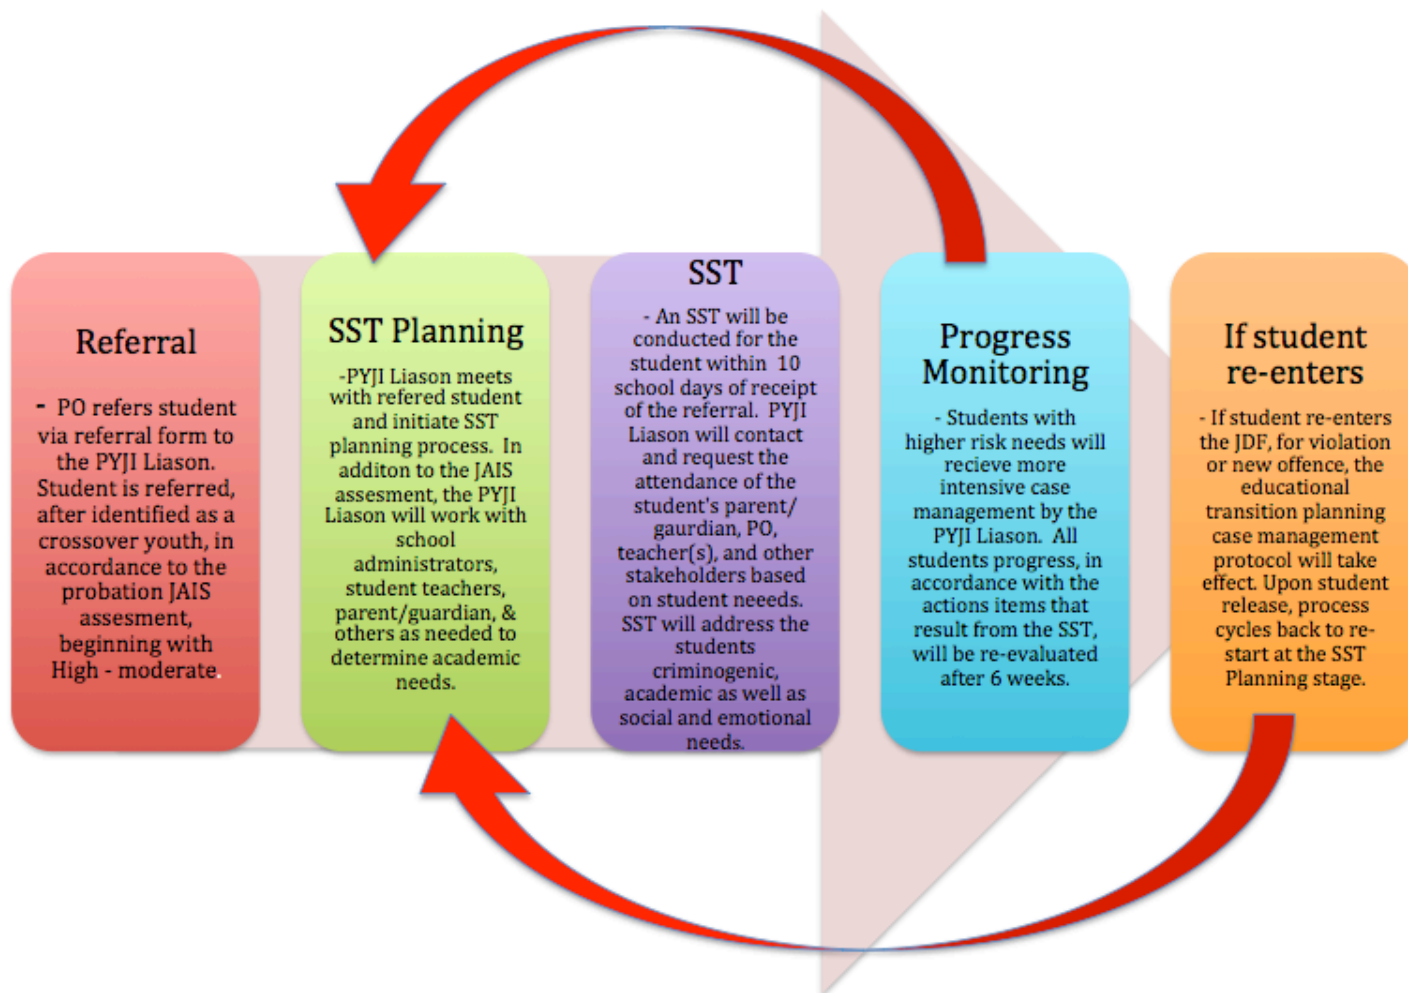 Referral
- PO refers student
via referral form to
the PYJI Liason.
Student is referred,
after identified as a
crossover youth, in
accordance to the
probation JAIS
assesment,
beginning with
High - moderate.
SST Planning
-PYJI Liason meets
with refered student
and initiate SST
planning process. In
additon to the JAIS
assesment, the PYJI
Liason will work with
school
administrators,
student teachers,
parent/guardian, &
others as needed to
determine academic
needs.
SST
- An SST will be
conducted for the
student within 10
school days of receipt
of the referral. PYJI
Liason will contact
and request the
attendance of the
student's parent/
gaurdian, PO,
teacher(s), and other
stakeholders based
on student neeeds.
SST will address the
students
criminogenic,
academic as well as
social and emotional
needs.
Progress
Monitoring
- Students with
higher risk needs will
recieve more
intensive case
management by the
PYJI Liason. All
students progress, in
accordance with the
actions items that
result from the SST,
will be re-evaluated
after 6 weeks.
If student
re-enters
- If student re-enters
the JDF, for violation
or new offence, the
educational
transition planning
case management
protocol will take
effect. Upon student
release, process
cycles back to re-
start at the SST
Planning stage.